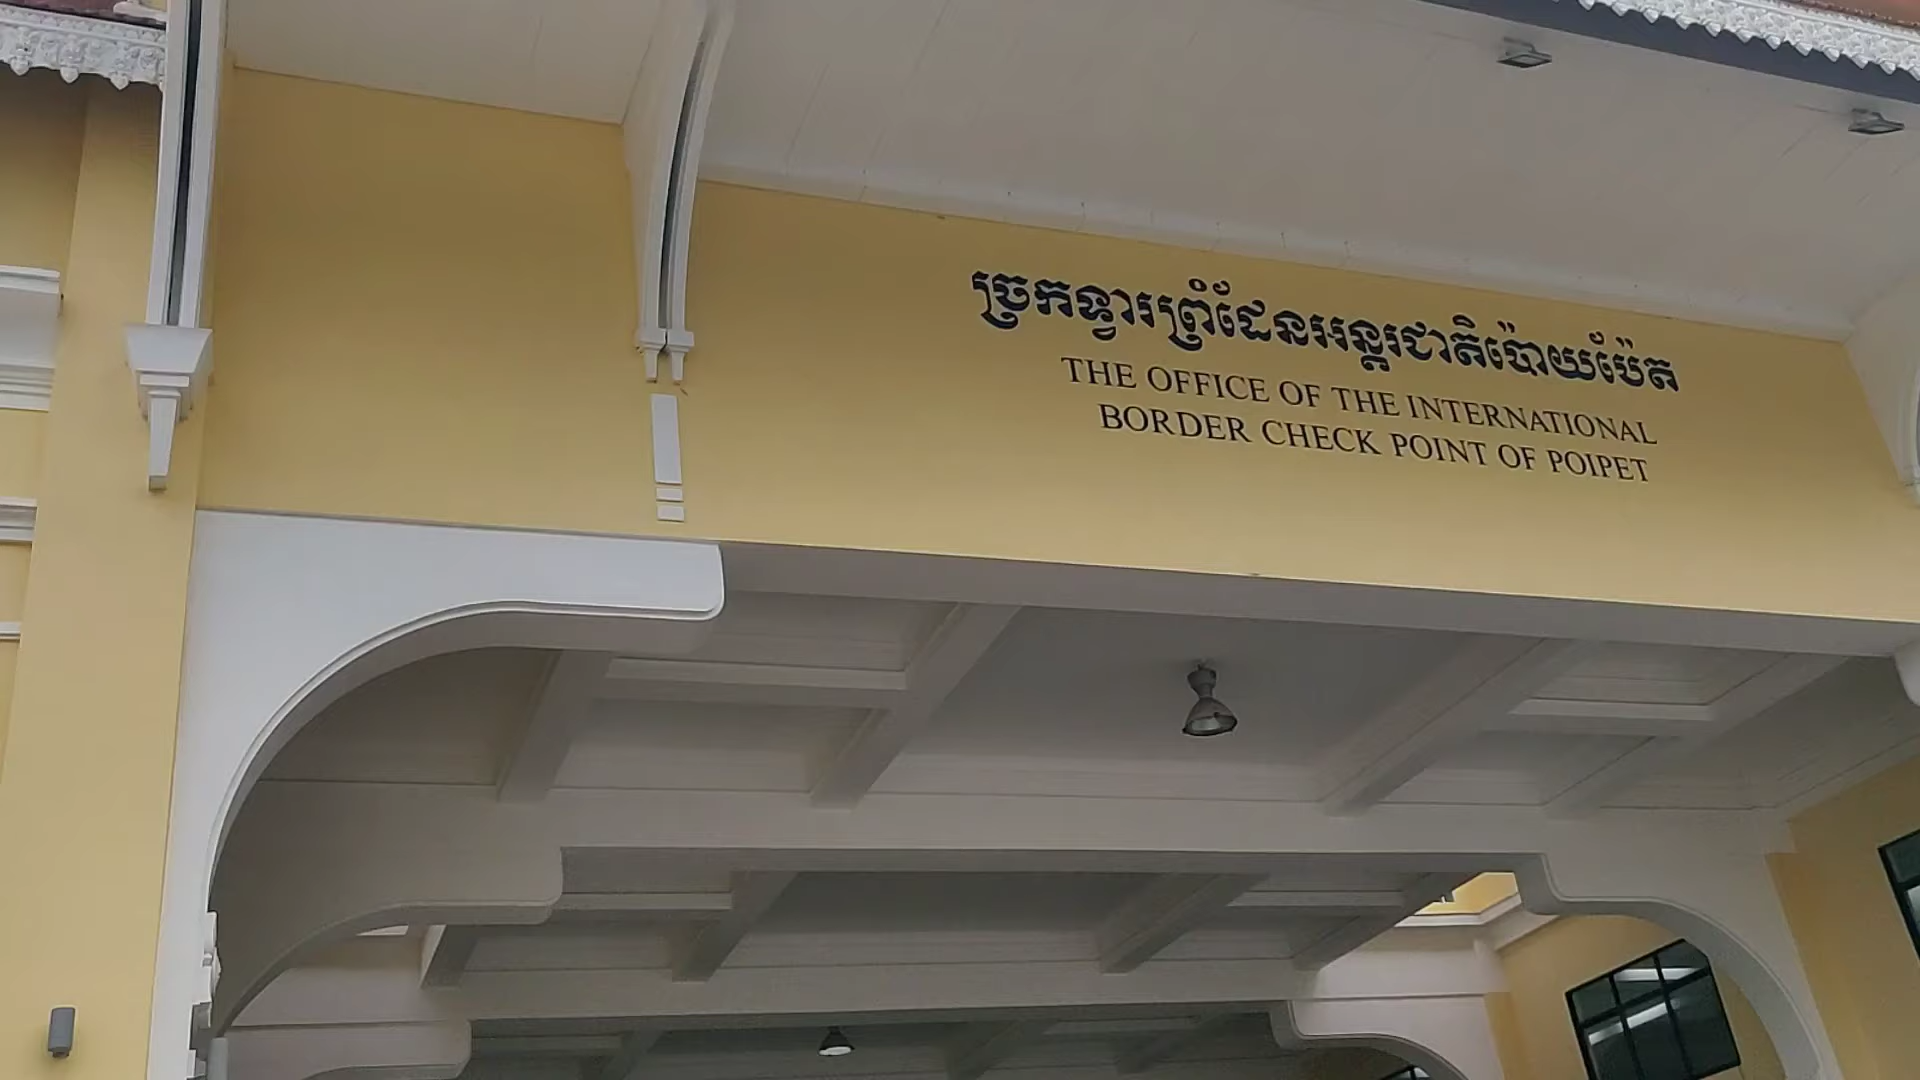 ច្រកទ្វារព្រំដែនអន្តរជាតិប៉ោយប៉ែត
THE OFFICE OF THE INTERNATIONAL
BORDER CHECK POINT OF POIPET